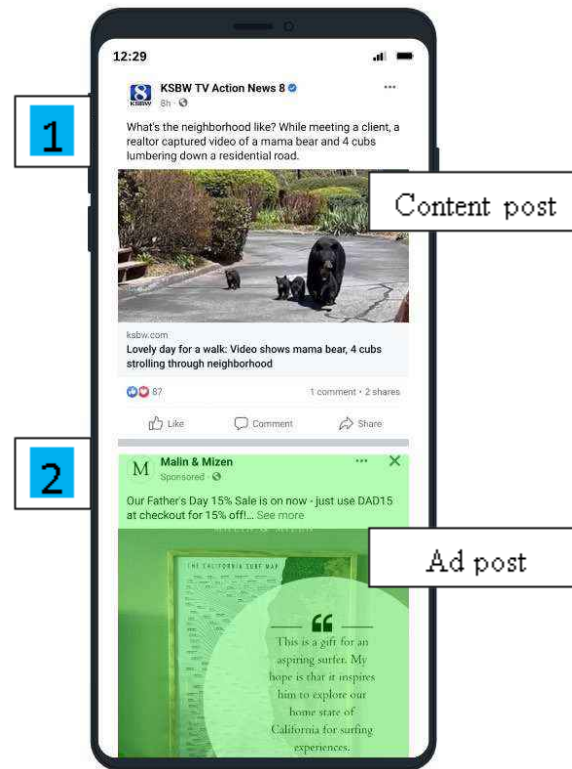 12:29
8
KSBW
KSBW TV Action News 8
8h
1
What's the neighborhood like? While meeting a client, a
realtor captured video of a mama bear and 4 cubs
lumbering down a residential road.
Content post
ksbw.com
Lovely day for a walk: Video shows mama bear, 4 cubs
strolling through neighborhood
87
1 comment • 2 shares
Like
Comment
Share
2
M
Malin & Mizen
Sponsored
Our Father's Day 15% Sale is on now - just use DAD15
at checkout for 15% off!... See more
Ad post
THE CALIFORNIA SURF MAP
This is a gift for an
aspiring surfer. My
hope is that it inspires
him to explore our
home state of
California for surfing
experiences.